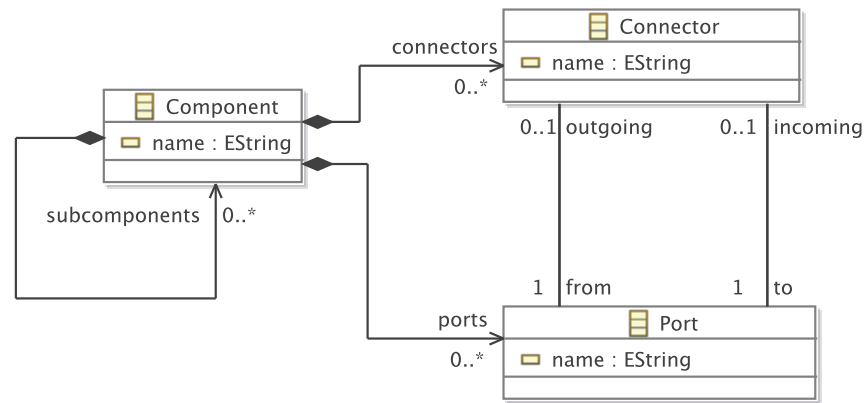 Connector
connectors
name : EString
0..*
Component
name : EString
0..1 outgoing
0..1 incoming
subcomponents 0..*
1 from
1 to
ports
Port
0..*
name : EString